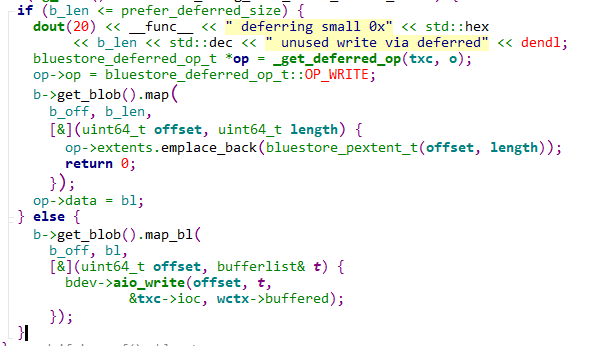 if (b_len <= prefer_deferred_size) {
dout(20) << __func__ << " deferring small 0x" << std::hex
<< b_len << std::dec << " unused write via deferred" << dendl;
bluestore_deferred_op_t *op = _get_deferred_op(txc, o);
op->op = bluestore_deferred_op_t::OP_WRITE;
b->get_blob().map(
b_off, b_len,
[&](uint64_t offset, uint64_t length) {
op->extents.emplace_back(bluestore_pextent_t(offset, length));
return 0;
});
op->data = bl;
} else {
b->get_blob().map_bl(
b_off, bl,
[&](uint64_t offset, bufferlist& t) {
bdev->aio_write(offset, t,
&txc->ioc, wctx->buffered);
});
}